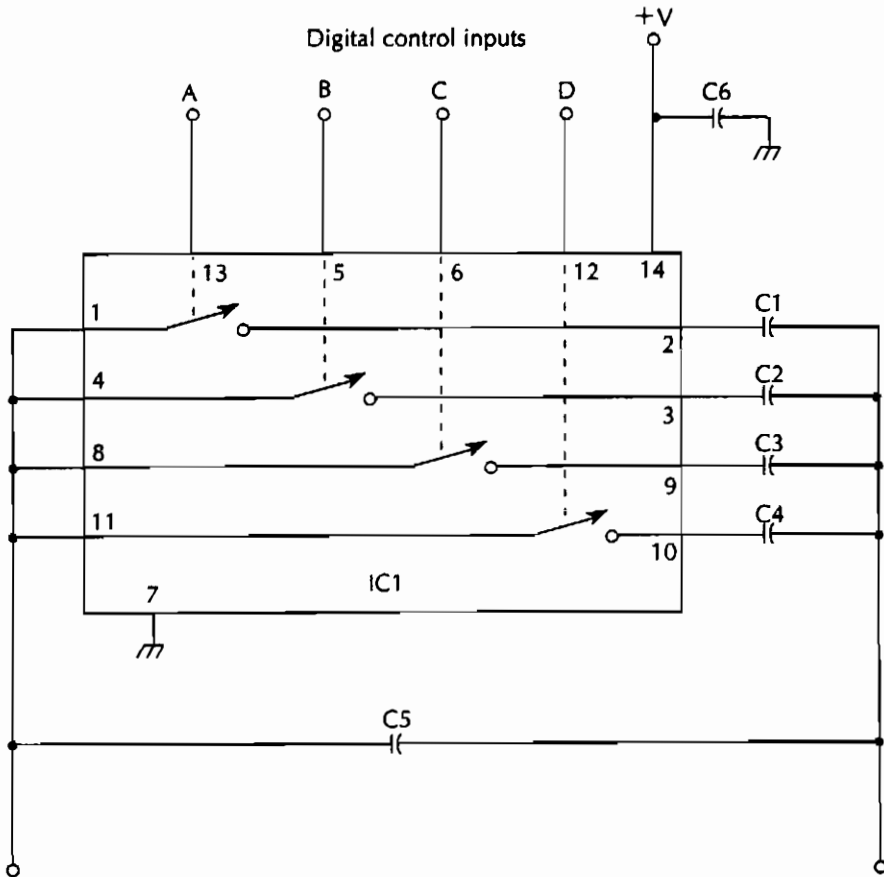 +V
Digital control inputs
A B C D C6
13 5 6 12 14
1 2 C1
4 3 C2
8 9 C3
11 10 C4
7 IC1
C5